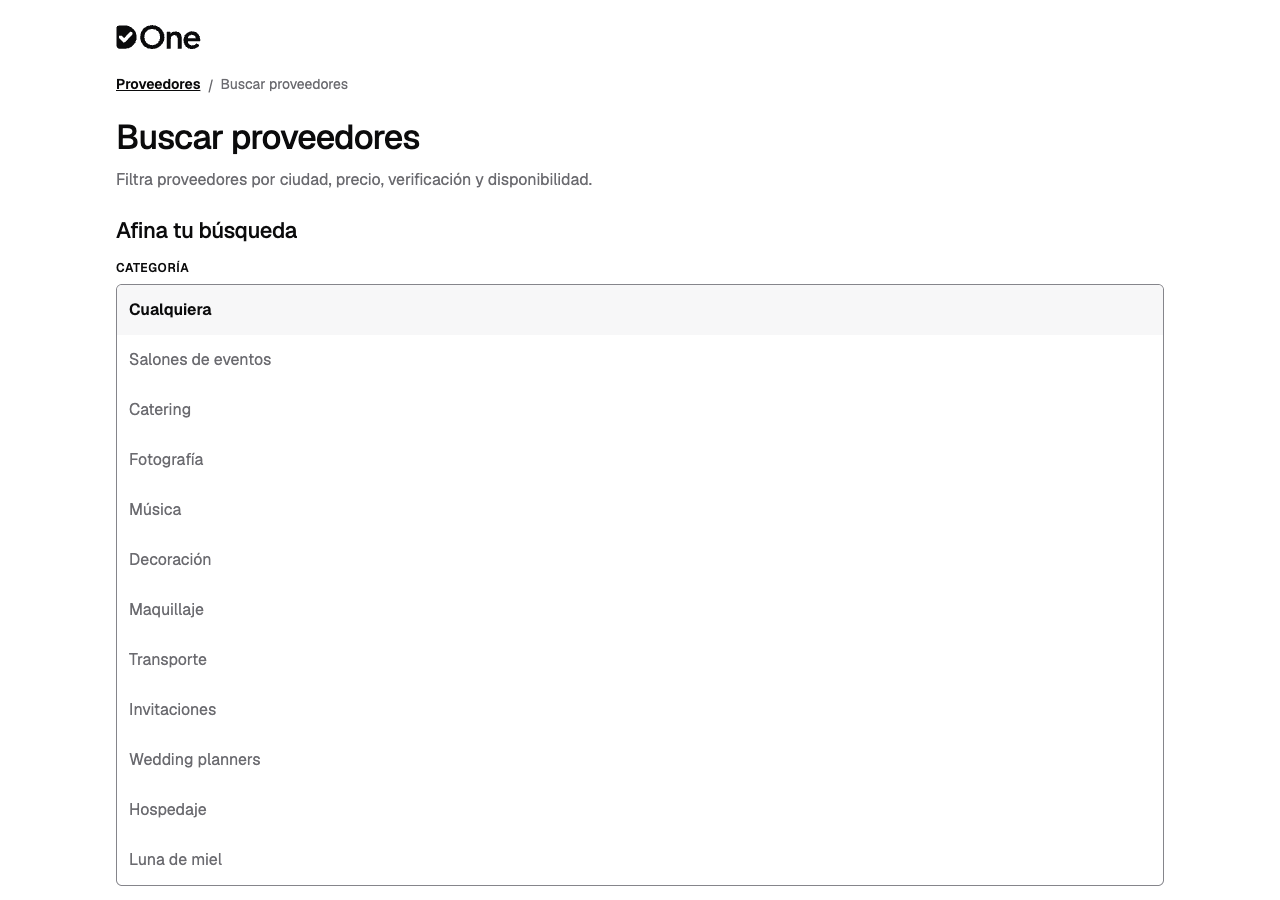 One
Proveedores / Buscar proveedores
Buscar proveedores
Filtra proveedores por ciudad, precio, verificación y disponibilidad.
Afina tu búsqueda
CATEGORÍA
Cualquiera
Salones de eventos
Catering
Fotografía
Música
Decoración
Maquillaje
Transporte
Invitaciones
Wedding planners
Hospedaje
Luna de miel